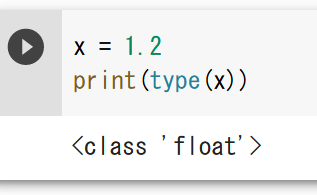 x = 1.2
print(type(x))
<class 'float'>